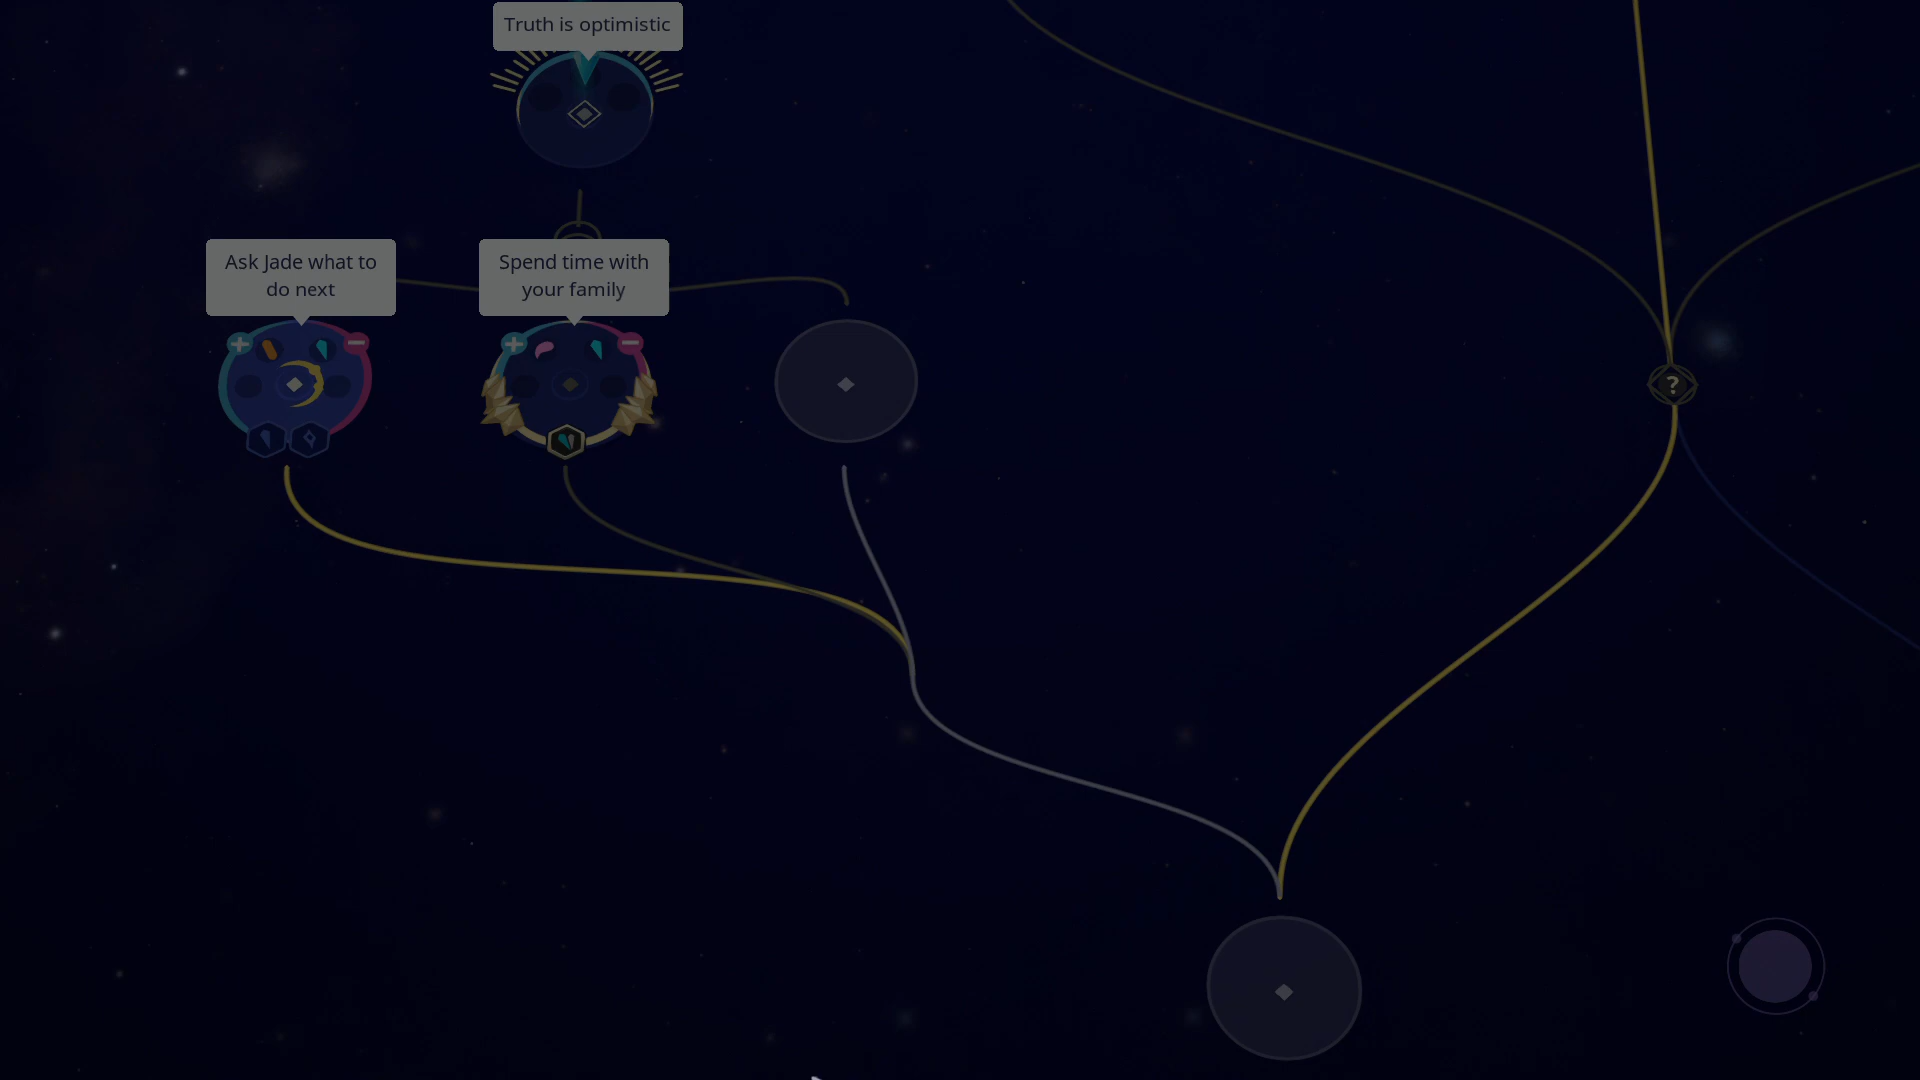 Truth is optimistic
Ask Jade what to
do next
Spend time with
your family
?